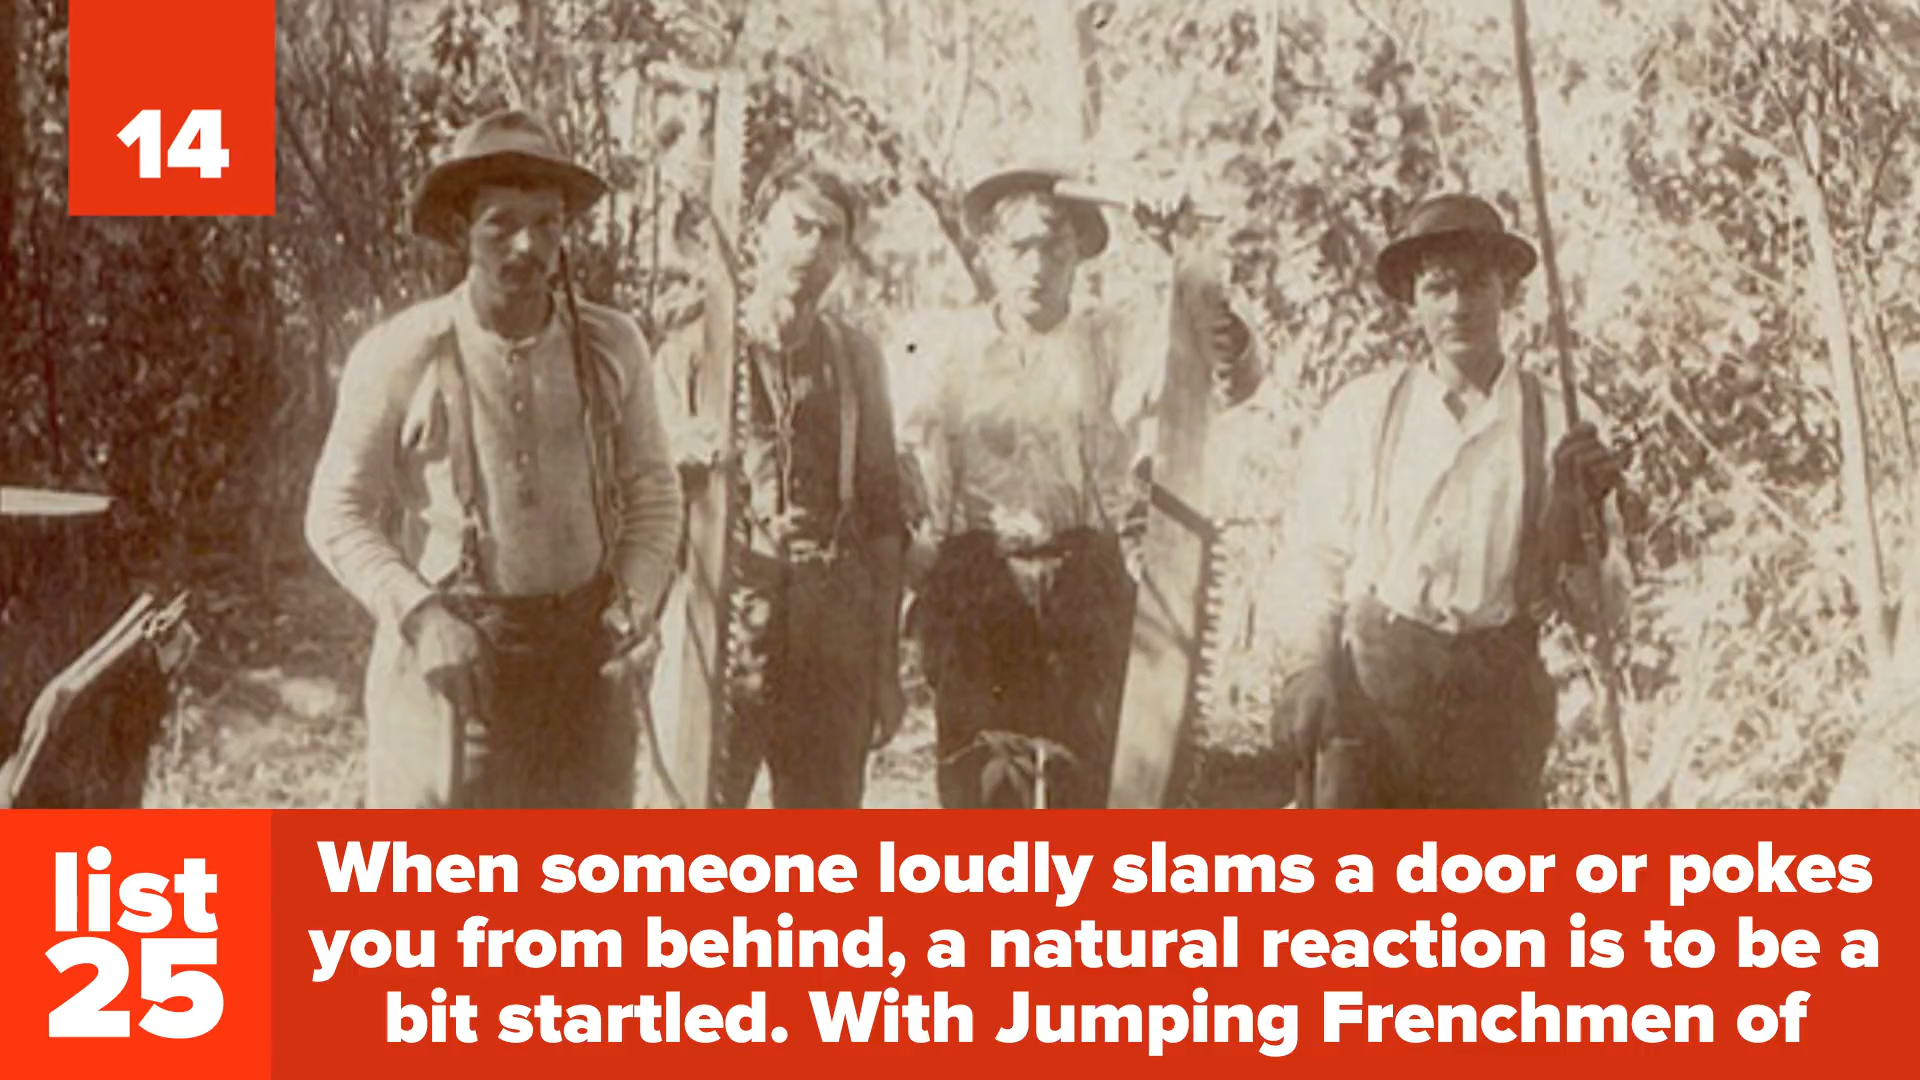 14
list
25
When someone loudly slams a door or pokes
you from behind, a natural reaction is to be a
bit startled. With Jumping Frenchmen of